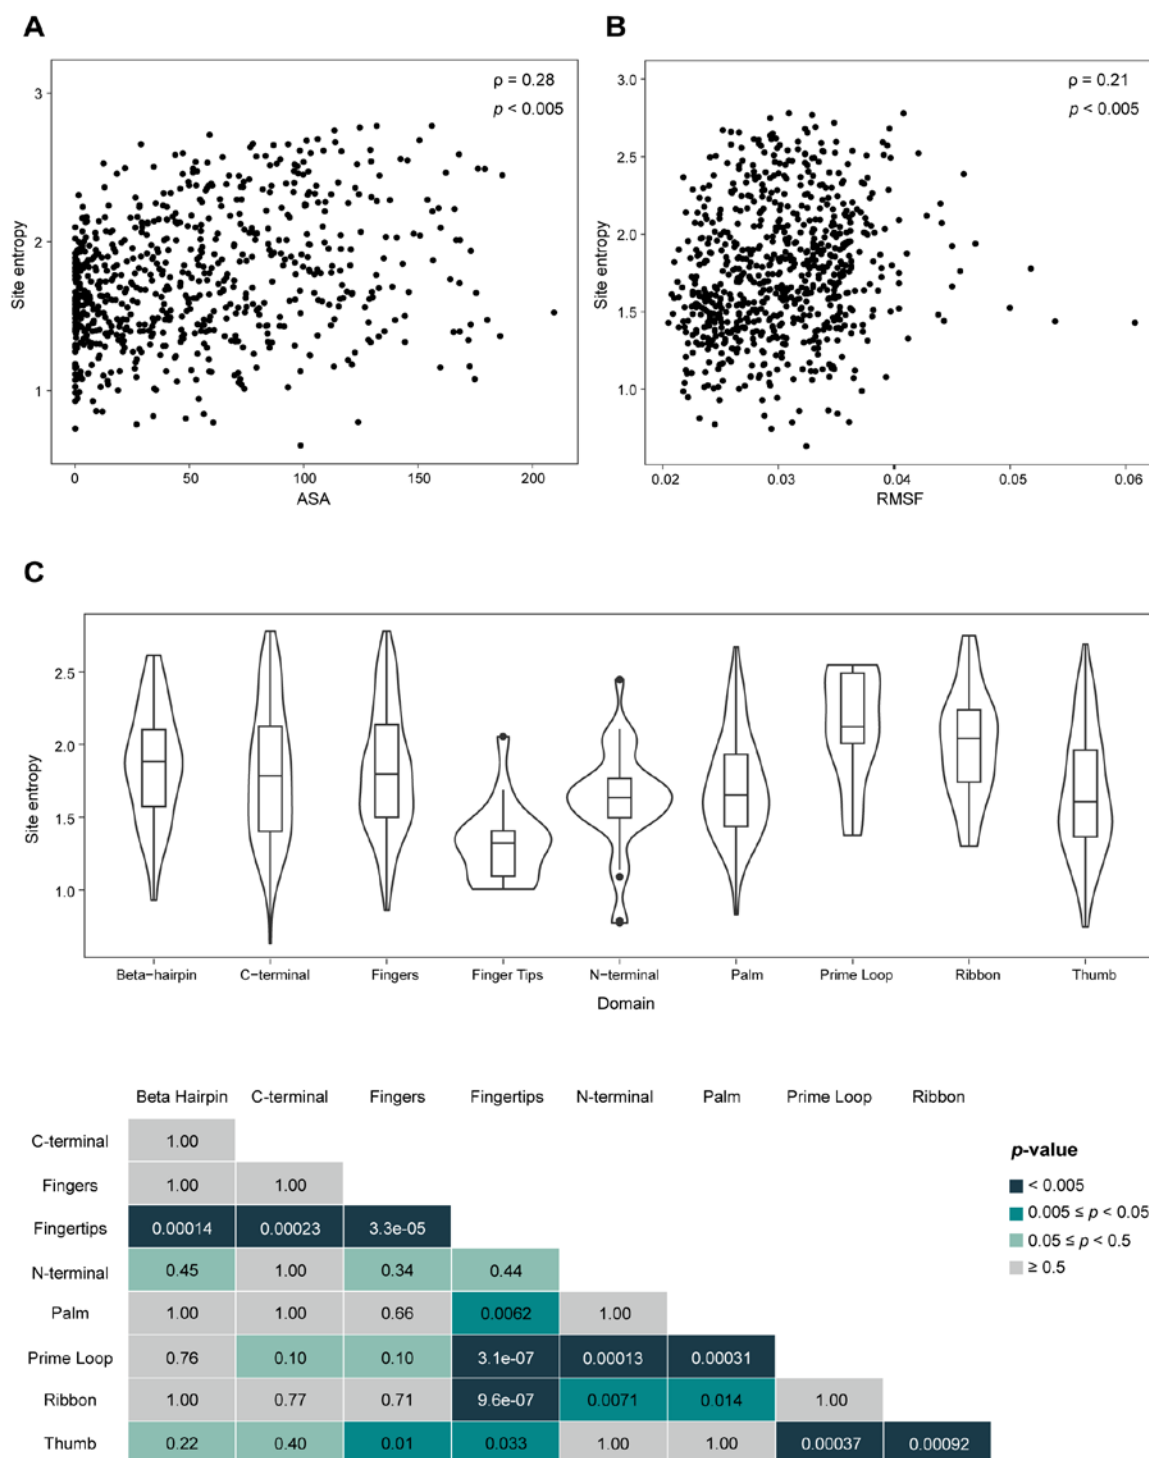 A
ρ = 0.28
p < 0.005
3
2
1
Site entropy
0 50 100 150 200
ASA
B
ρ = 0.21
p < 0.005
3.0
2.5
2.0
1.5
1.0
Site entropy
0.02 0.03 0.04 0.05 0.06
RMSF
C
2.5
2.0
1.5
1.0
Site entropy
Beta−hairpin C−terminal Fingers Finger Tips N−terminal Palm Prime Loop Ribbon Thumb
Domain
Beta Hairpin C-terminal Fingers Fingertips N-terminal Palm Prime Loop Ribbon
C-terminal 1.00
Fingers 1.00 1.00
Fingertips 0.00014 0.00023 3.3e-05
N-terminal 0.45 1.00 0.34 0.44
Palm 1.00 1.00 0.66 0.0062 1.00
Prime Loop 0.76 0.10 0.10 3.1e-07 0.00013 0.00031
Ribbon 1.00 0.77 0.71 9.6e-07 0.0071 0.014 1.00
Thumb 0.22 0.40 0.01 0.033 1.00 1.00 0.00037 0.00092
p-value
< 0.005
0.005 ≤ p < 0.05
0.05 ≤ p < 0.5
≥ 0.5